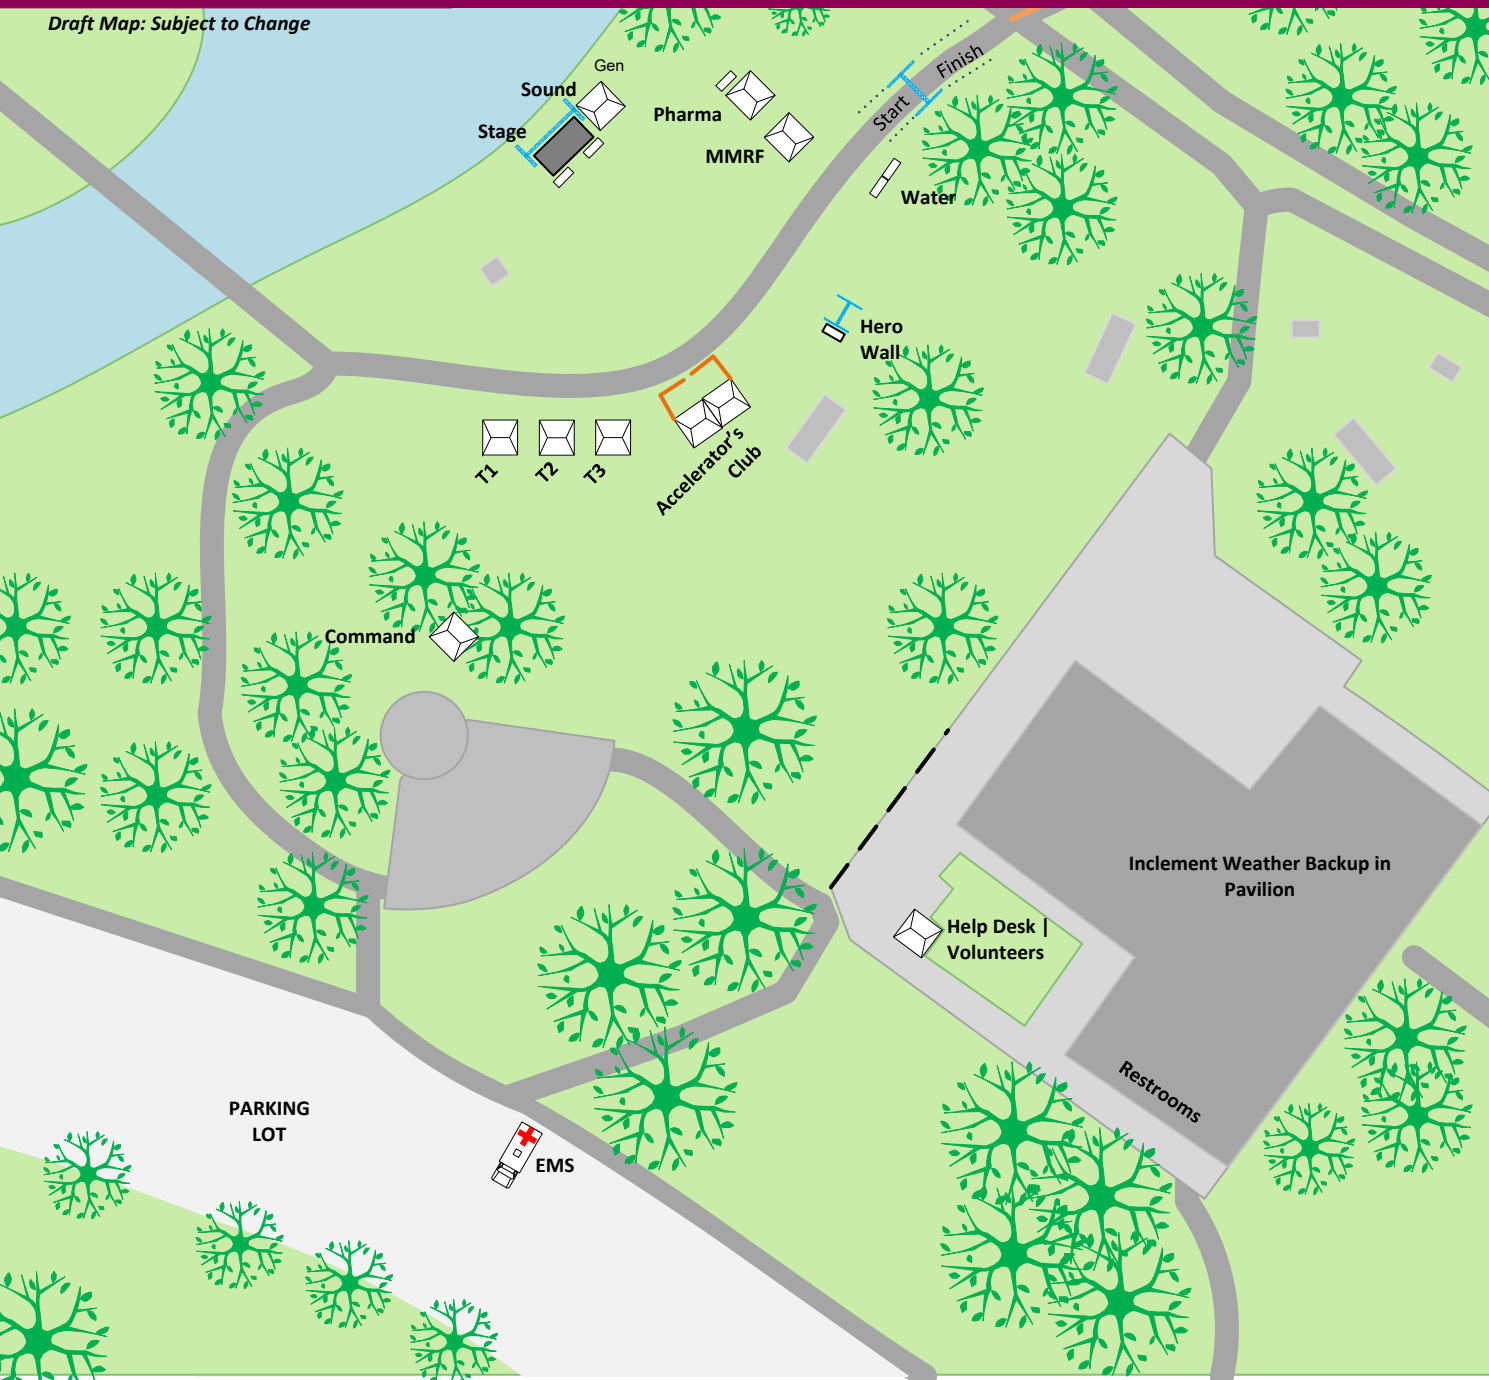 Draft Map: Subject to Change
Gen
Sound
Stage
Pharma
MMRF
Finish
Start
Water
Hero
Wall
Accelerator's
Club
T1
T2
T3
Command
Inclement Weather Backup in
Pavilion
Help Desk |
Volunteers
Restrooms
PARKING
LOT
EMS